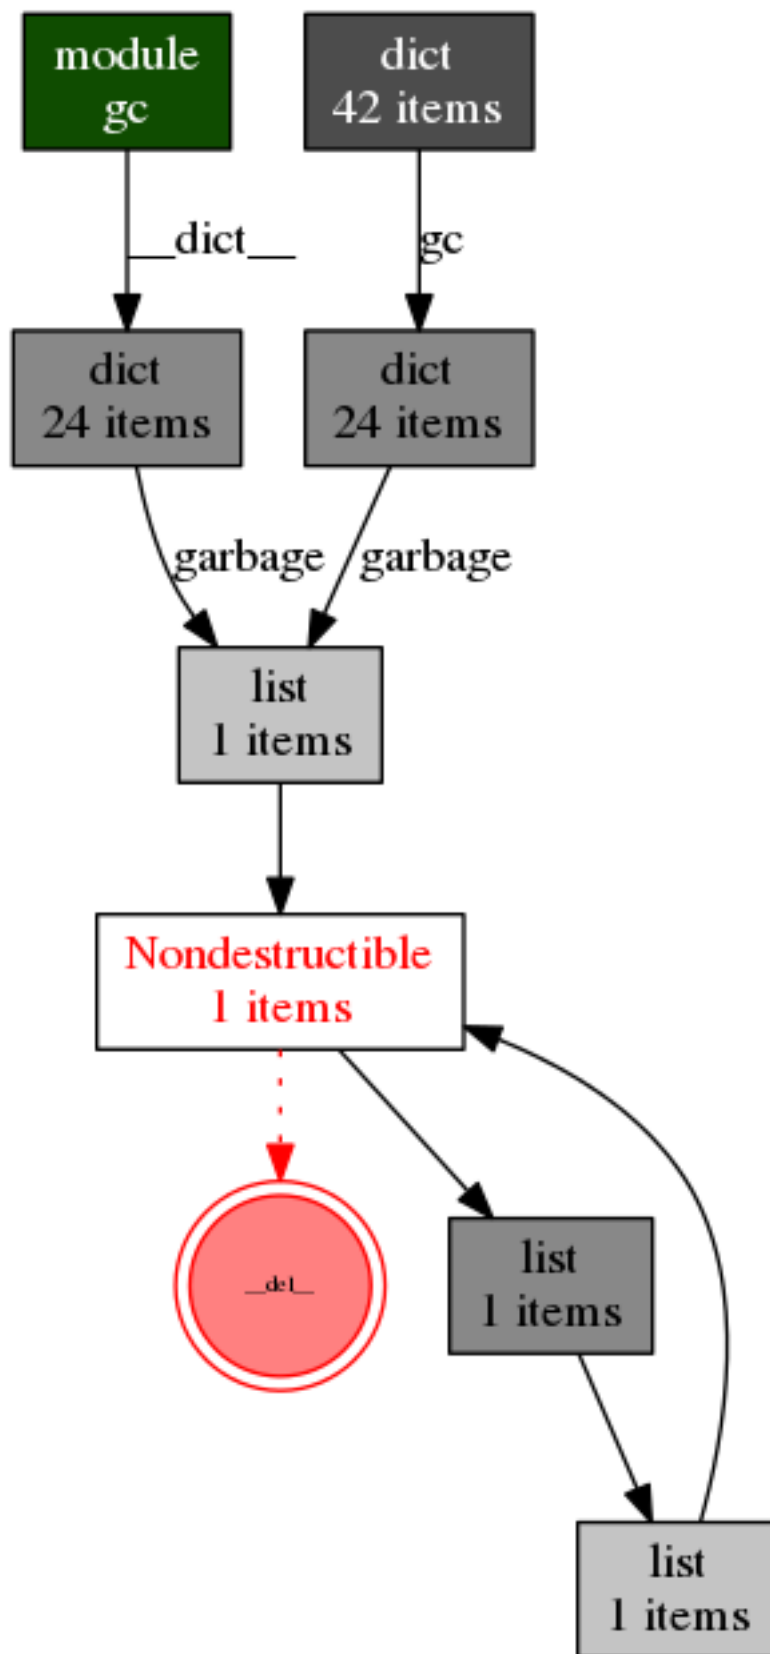 module
gc
dict
42 items
__dict__
gc
dict
24 items
dict
24 items
garbage
garbage
list
1 items
Nondestructible
1 items
__del__
list
1 items
list
1 items